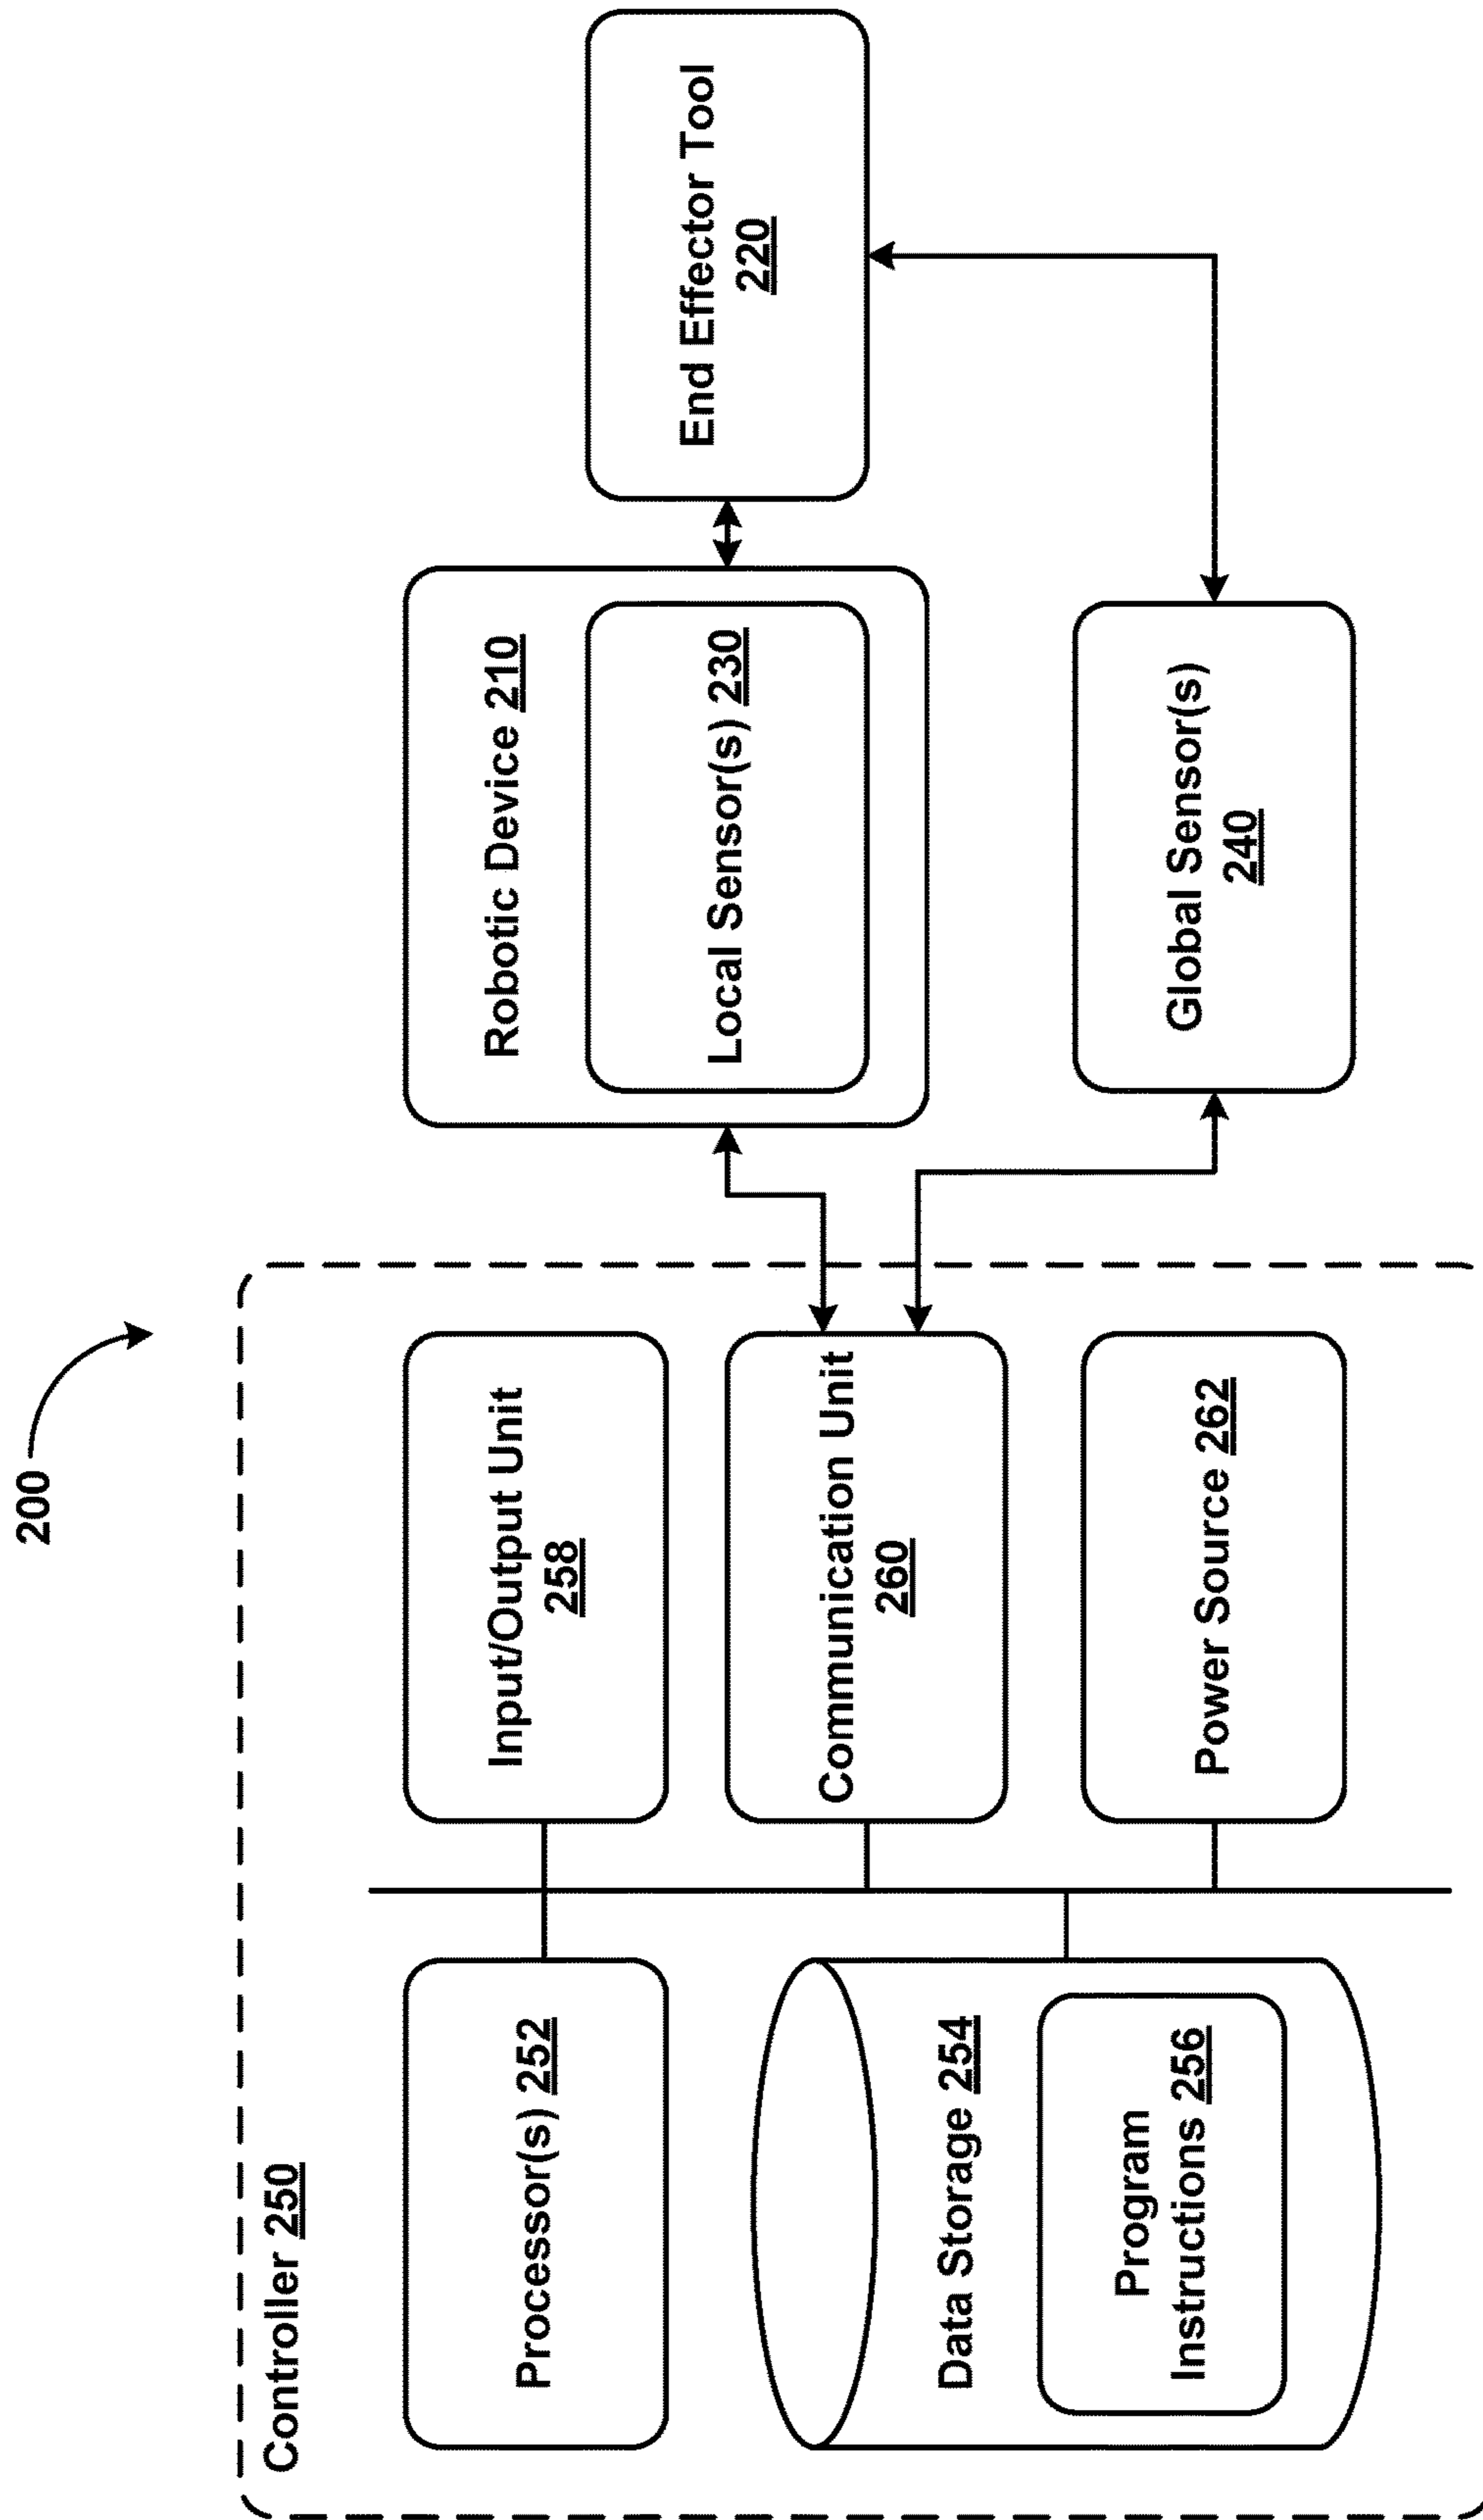 200
Controller 250
Processor(s) 252
Data Storage 254
Program
Instructions 256
Input/Output Unit
258
Communication Unit
260
Power Source 262
Robotic Device 210
Local Sensor(s) 230
Global Sensor(s)
240
End Effector Tool
220